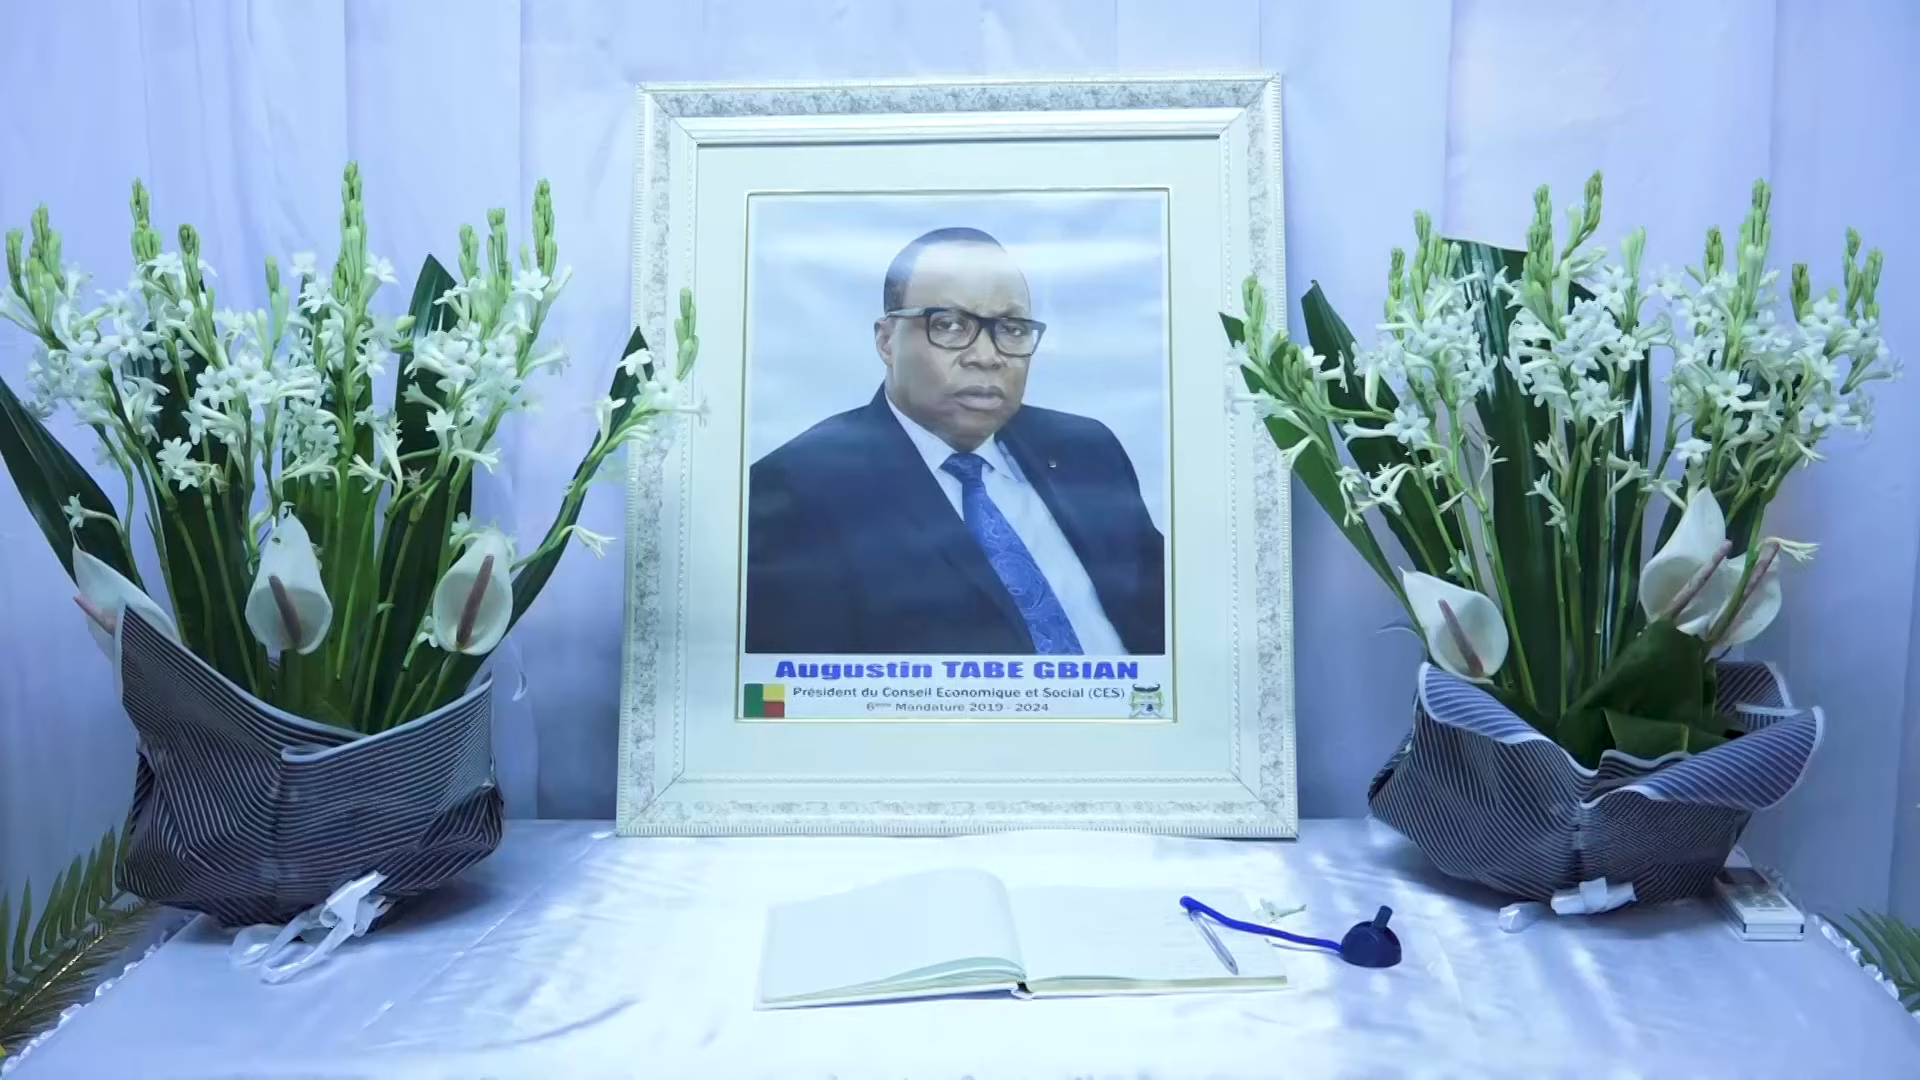 Augustin TABE GBIAN
Président du Conseil Economique et Social (CES)
6ème Mandature 2019 - 2024